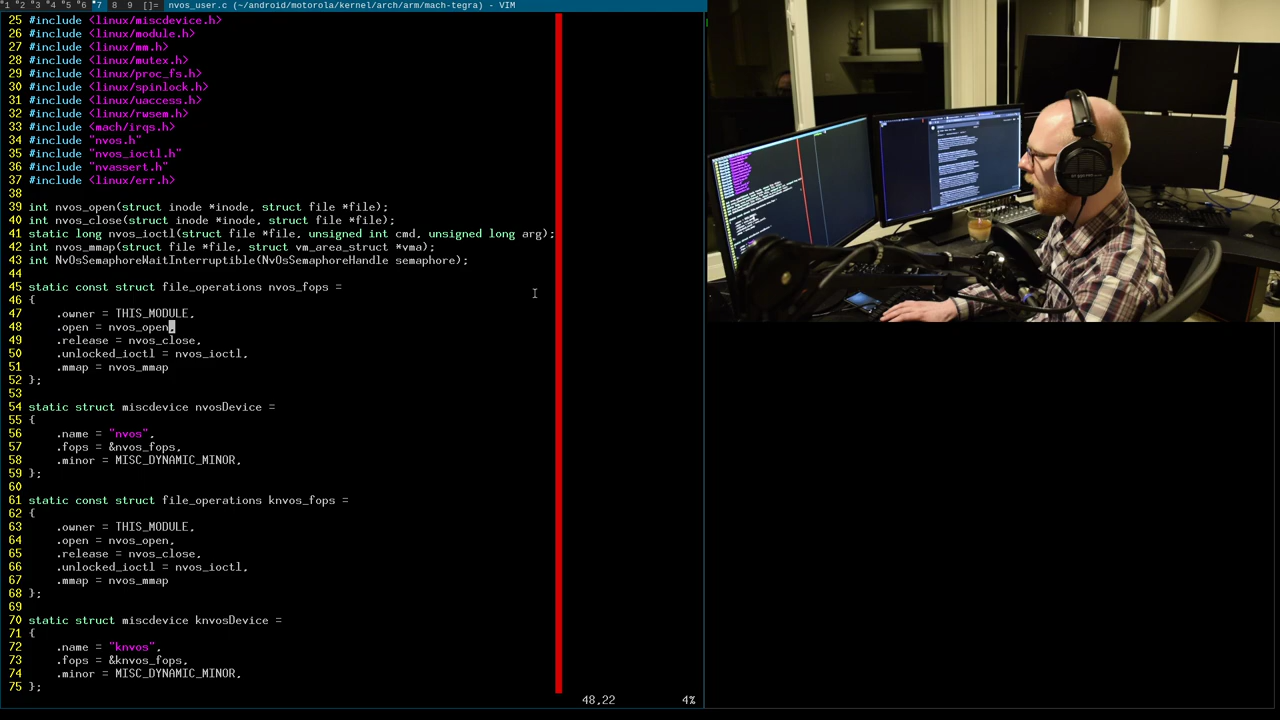 1 2 3 4 5 6 7 8 9 []= nvos_user.c (~/android/motorola/kernel/arch/arm/mach-tegra) - VIM
25 #include <linux/miscdevice.h>
26 #include <linux/module.h>
27 #include <linux/mm.h>
28 #include <linux/mutex.h>
29 #include <linux/proc_fs.h>
30 #include <linux/spinlock.h>
31 #include <linux/uaccess.h>
32 #include <linux/rwsem.h>
33 #include <mach/irqs.h>
34 #include "nvos.h"
35 #include "nvos_ioctl.h"
36 #include "nvassert.h"
37 #include <linux/err.h>
38
39 int nvos_open(struct inode *inode, struct file *file);
40 int nvos_close(struct inode *inode, struct file *file);
41 static long nvos_ioctl(struct file *file, unsigned int cmd, unsigned long arg);
42 int nvos_mmap(struct file *file, struct vm_area_struct *vma);
43 int NvOsSemaphoreWaitInterruptible(NvOsSemaphoreHandle semaphore);
44
45 static const struct file_operations nvos_fops =
46 {
47     .owner = THIS_MODULE,
48     .open = nvos_open,
49     .release = nvos_close,
50     .unlocked_ioctl = nvos_ioctl,
51     .mmap = nvos_mmap
52 };
53
54 static struct miscdevice nvosDevice =
55 {
56     .name = "nvos",
57     .fops = &nvos_fops,
58     .minor = MISC_DYNAMIC_MINOR,
59 };
60
61 static const struct file_operations knvos_fops =
62 {
63     .owner = THIS_MODULE,
64     .open = nvos_open,
65     .release = nvos_close,
66     .unlocked_ioctl = nvos_ioctl,
67     .mmap = nvos_mmap
68 };
69
70 static struct miscdevice knvosDevice =
71 {
72     .name = "knvos",
73     .fops = &knvos_fops,
74     .minor = MISC_DYNAMIC_MINOR,
75 };
48,22 4%